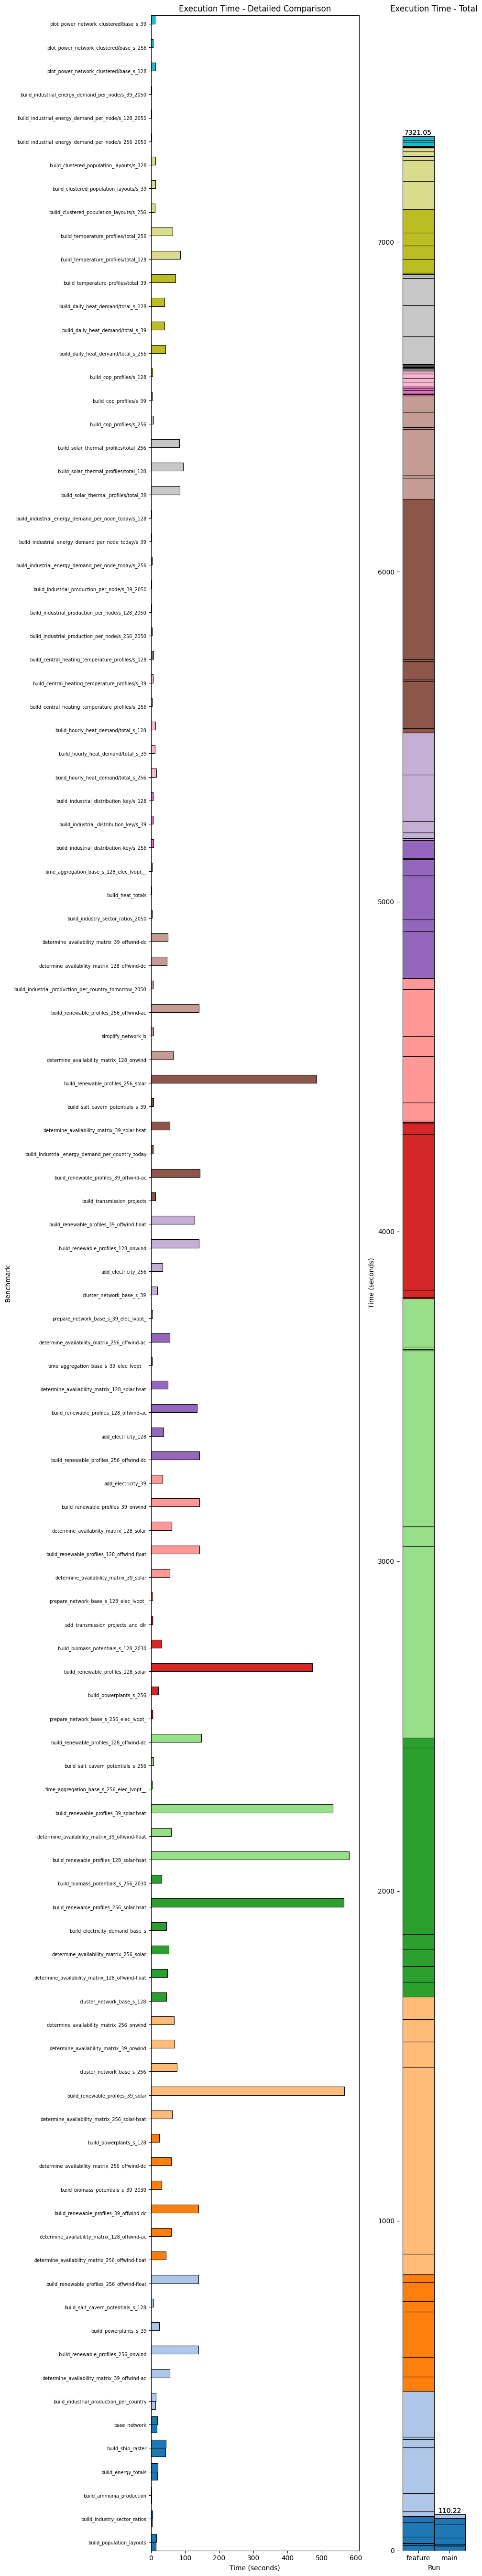 Execution Time - Detailed Comparison
plot_power_network_clustered/base_s_39
plot_power_network_clustered/base_s_256
plot_power_network_clustered/base_s_128
build_industrial_energy_demand_per_node/s_39_2050
build_industrial_energy_demand_per_node/s_128_2050
build_industrial_energy_demand_per_node/s_256_2050
build_clustered_population_layouts/s_128
build_clustered_population_layouts/s_39
build_clustered_population_layouts/s_256
build_temperature_profiles/total_256
build_temperature_profiles/total_128
build_temperature_profiles/total_39
build_daily_heat_demand/total_s_128
build_daily_heat_demand/total_s_39
build_daily_heat_demand/total_s_256
build_cop_profiles/s_128
build_cop_profiles/s_39
build_cop_profiles/s_256
build_solar_thermal_profiles/total_256
build_solar_thermal_profiles/total_128
build_solar_thermal_profiles/total_39
build_industrial_energy_demand_per_node_today/s_128
build_industrial_energy_demand_per_node_today/s_39
build_industrial_energy_demand_per_node_today/s_256
build_industrial_production_per_node/s_39_2050
build_industrial_production_per_node/s_128_2050
build_industrial_production_per_node/s_256_2050
build_central_heating_temperature_profiles/s_128
build_central_heating_temperature_profiles/s_39
build_central_heating_temperature_profiles/s_256
build_hourly_heat_demand/total_s_128
build_hourly_heat_demand/total_s_39
build_hourly_heat_demand/total_s_256
build_industrial_distribution_key/s_128
build_industrial_distribution_key/s_39
build_industrial_distribution_key/s_256
time_aggregation_base_s_128_elec_lvopt__
build_heat_totals
build_industry_sector_ratios_2050
determine_availability_matrix_39_offwind-dc
determine_availability_matrix_128_offwind-dc
build_industrial_production_per_country_tomorrow_2050
build_renewable_profiles_256_offwind-ac
simplify_network_b
determine_availability_matrix_128_onwind
build_renewable_profiles_256_solar
build_salt_cavern_potentials_s_39
determine_availability_matrix_39_solar-hsat
build_industrial_energy_demand_per_country_today
build_renewable_profiles_39_offwind-ac
build_transmission_projects
build_renewable_profiles_39_offwind-float
build_renewable_profiles_128_onwind
add_electricity_256
cluster_network_base_s_39
prepare_network_base_s_39_elec_lvopt_
determine_availability_matrix_256_offwind-ac
time_aggregation_base_s_39_elec_lvopt__
determine_availability_matrix_128_solar-hsat
build_renewable_profiles_128_offwind-ac
add_electricity_128
build_renewable_profiles_256_offwind-dc
add_electricity_39
build_renewable_profiles_39_onwind
determine_availability_matrix_128_solar
build_renewable_profiles_128_offwind-float
determine_availability_matrix_39_solar
prepare_network_base_s_128_elec_lvopt_
add_transmission_projects_and_dlr
build_biomass_potentials_s_128_2030
build_renewable_profiles_128_solar
build_powerplants_s_256
prepare_network_base_s_256_elec_lvopt_
build_renewable_profiles_128_offwind-dc
build_salt_cavern_potentials_s_256
time_aggregation_base_s_256_elec_lvopt__
build_renewable_profiles_39_solar-hsat
determine_availability_matrix_39_offwind-float
build_renewable_profiles_128_solar-hsat
build_biomass_potentials_s_256_2030
build_renewable_profiles_256_solar-hsat
build_electricity_demand_base_s
determine_availability_matrix_256_solar
determine_availability_matrix_128_offwind-float
cluster_network_base_s_128
determine_availability_matrix_256_onwind
determine_availability_matrix_39_onwind
cluster_network_base_s_256
build_renewable_profiles_39_solar
determine_availability_matrix_256_solar-hsat
build_powerplants_s_128
determine_availability_matrix_256_offwind-dc
build_biomass_potentials_s_39_2030
build_renewable_profiles_39_offwind-dc
determine_availability_matrix_128_offwind-ac
determine_availability_matrix_256_offwind-float
build_renewable_profiles_256_offwind-float
build_salt_cavern_potentials_s_128
build_powerplants_s_39
build_renewable_profiles_256_onwind
determine_availability_matrix_39_offwind-ac
build_industrial_production_per_country
base_network
build_ship_raster
build_energy_totals
build_ammonia_production
build_industry_sector_ratios
build_population_layouts
Benchmark
0 100 200 300 400 500 600
Time (seconds)
Execution Time - Total
7321.05
7000
6000
5000
4000
3000
2000
1000
0
Time (seconds)
110.22
feature main
Run